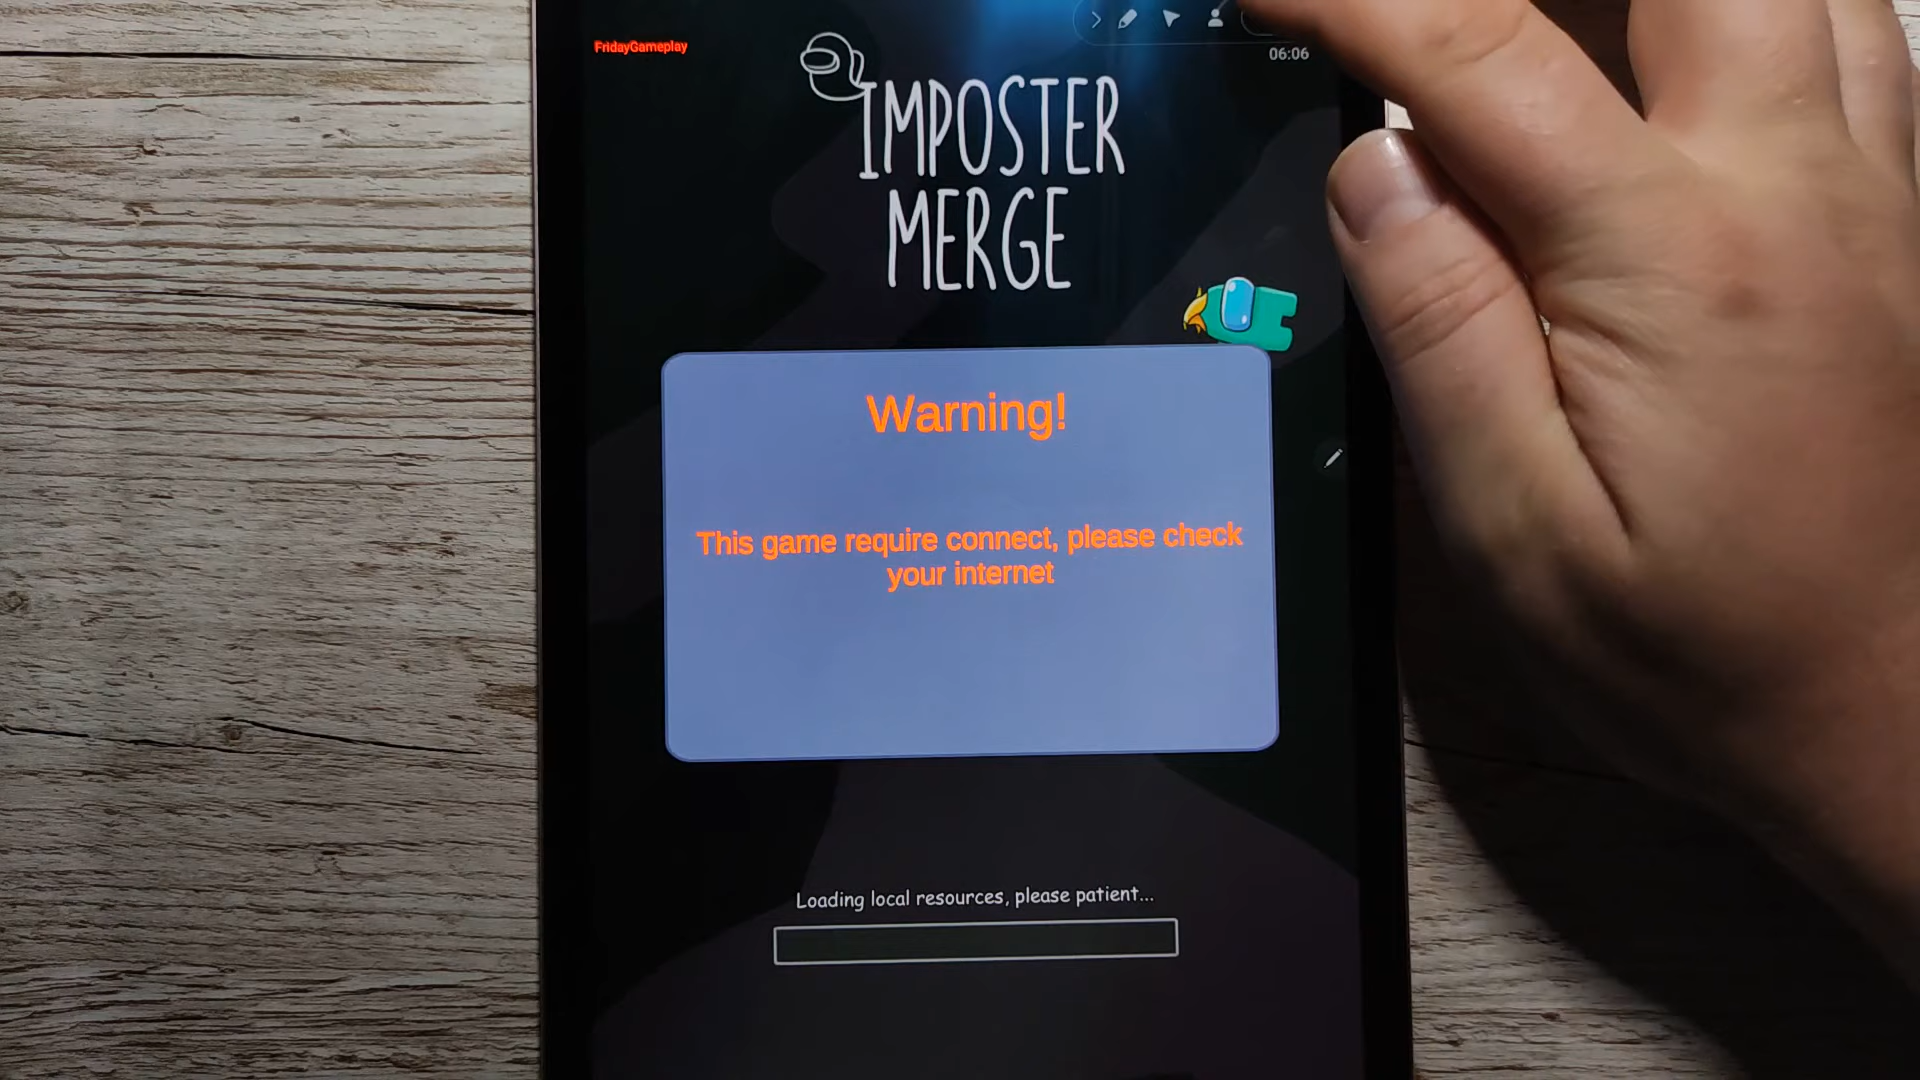 FridayGameplay
06:06
IMPOSTER
MERGE
Warning!
This game require connect, please check
your internet
Loading local resources, please patient...